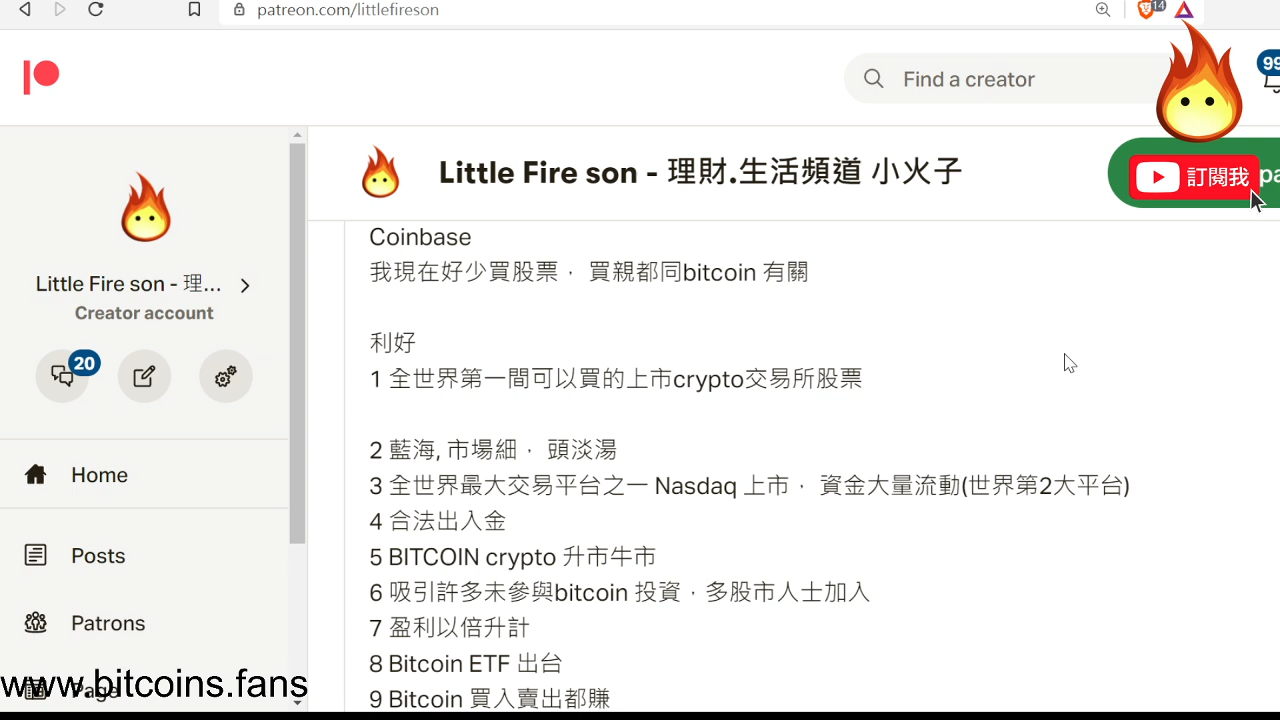 patreon.com/littlefireson
14
Find a creator
99
Little Fire son - 理財.生活頻道 小火子
訂閱我
pa
Little Fire son - 理...
Creator account
20
Home
Posts
Patrons
Page
www.bitcoins.fans
Coinbase
我現在好少買股票， 買親都同bitcoin 有關
利好
1 全世界第一間可以買的上市crypto交易所股票
2 藍海, 市場細， 頭淡湯
3 全世界最大交易平台之一 Nasdaq 上市， 資金大量流動(世界第2大平台)
4 合法出入金
5 BITCOIN crypto 升市牛市
6 吸引許多未參與bitcoin 投資，多股市人士加入
7 盈利以倍升計
8 Bitcoin ETF 出台
9 Bitcoin 買入賣出都賺